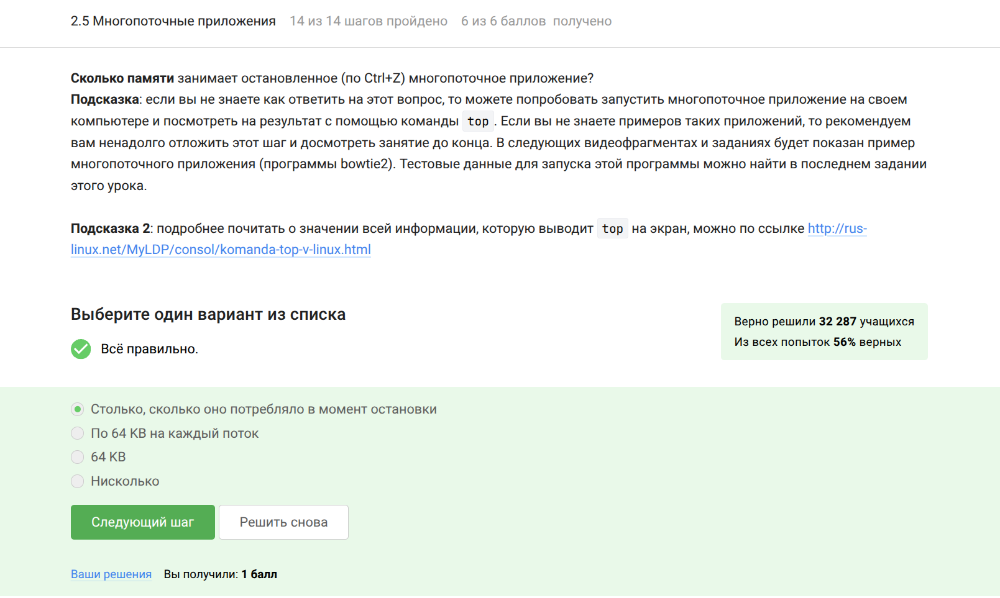 2.5 Многопоточные приложения 14 из 14 шагов пройдено 6 из 6 баллов получено
Сколько памяти занимает остановленное (по Ctrl+Z) многопоточное приложение?
Подсказка: если вы не знаете как ответить на этот вопрос, то можете попробовать запустить многопоточное приложение на своем
компьютере и посмотреть на результат с помощью команды top. Если вы не знаете примеров таких приложений, то рекомендуем
вам ненадолго отложить этот шаг и досмотреть занятие до конца. В следующих видеофрагментах и заданиях будет показан пример
многопоточного приложения (программы bowtie2). Тестовые данные для запуска этой программы можно найти в последнем задании
этого урока.
Подсказка 2: подробнее почитать о значении всей информации, которую выводит top на экран, можно по ссылке http://rus-
linux.net/MyLDP/consol/komanda-top-v-linux.html
Выберите один вариант из списка
Всё правильно.
Верно решили 32 287 учащихся
Из всех попыток 56% верных
Столько, сколько оно потребляло в момент остановки
По 64 KB на каждый поток
64 KB
Нисколько
Следующий шаг Решить снова
Ваши решения Вы получили: 1 балл